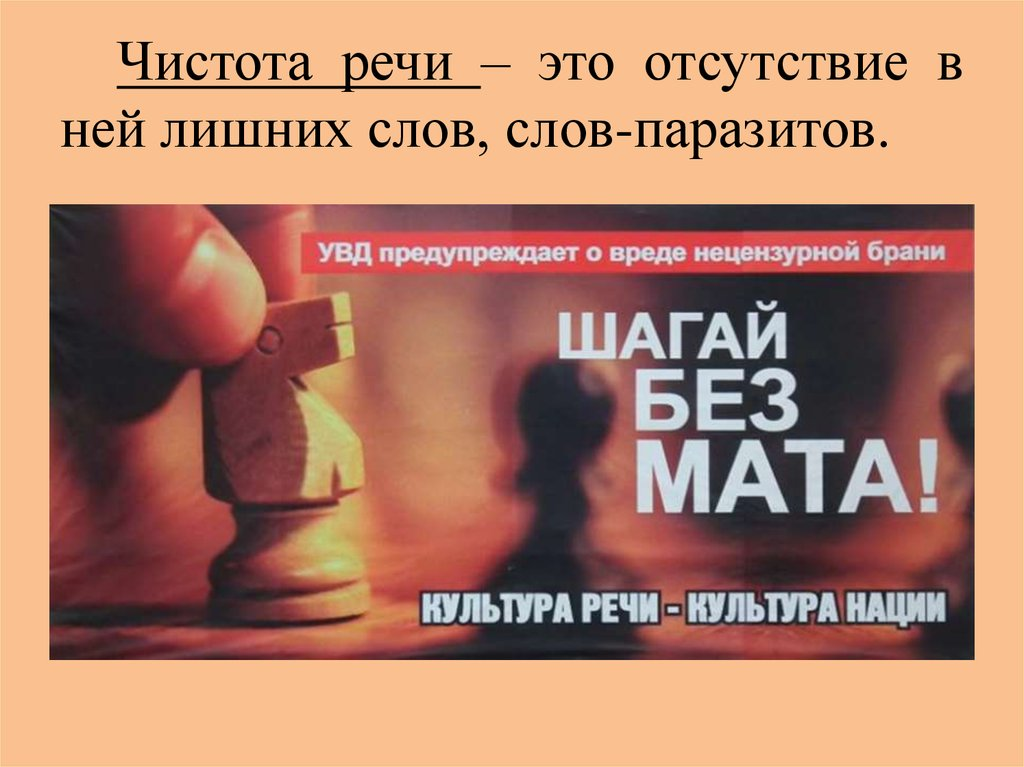 Чистота речи – это отсутствие в
ней лишних слов, слов-паразитов.
УВД предупреждает о вреде нецензурной брани
ШАГАЙ
БЕЗ
МАТА!
КУЛЬТУРА РЕЧИ - КУЛЬТУРА НАЦИИ